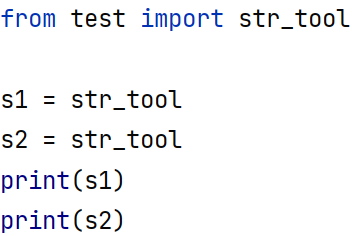 from test import str_tool

s1 = str_tool
s2 = str_tool
print(s1)
print(s2)